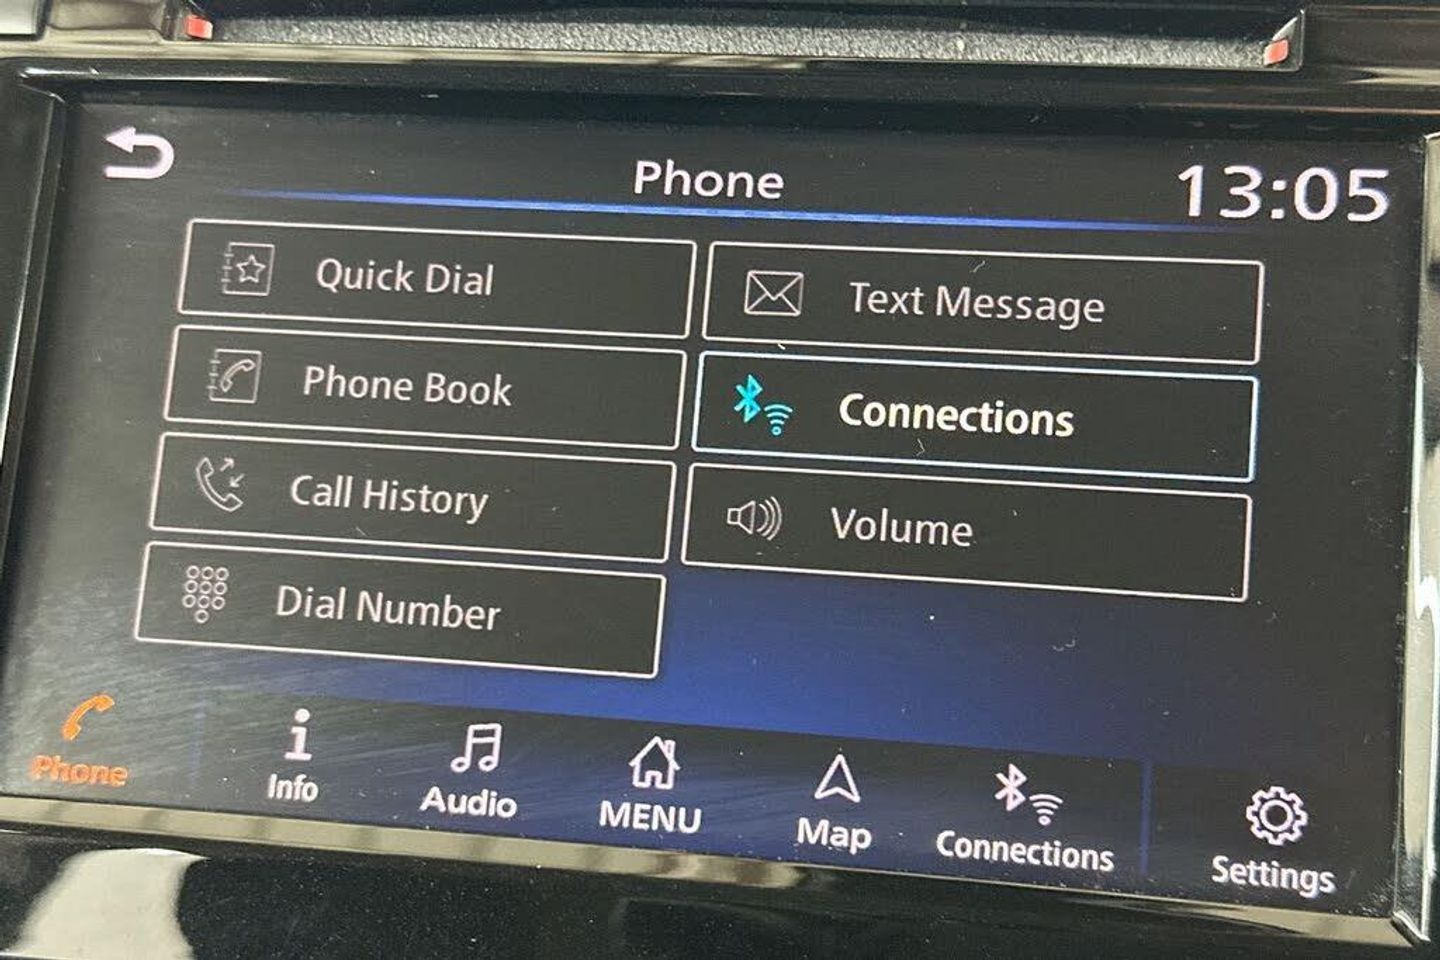 Phone
13:05
Quick Dial
Text Message
Phone Book
Connections
Call History
Volume
Dial Number
Phone
Info
Audio
MENU
Map
Connections
Settings